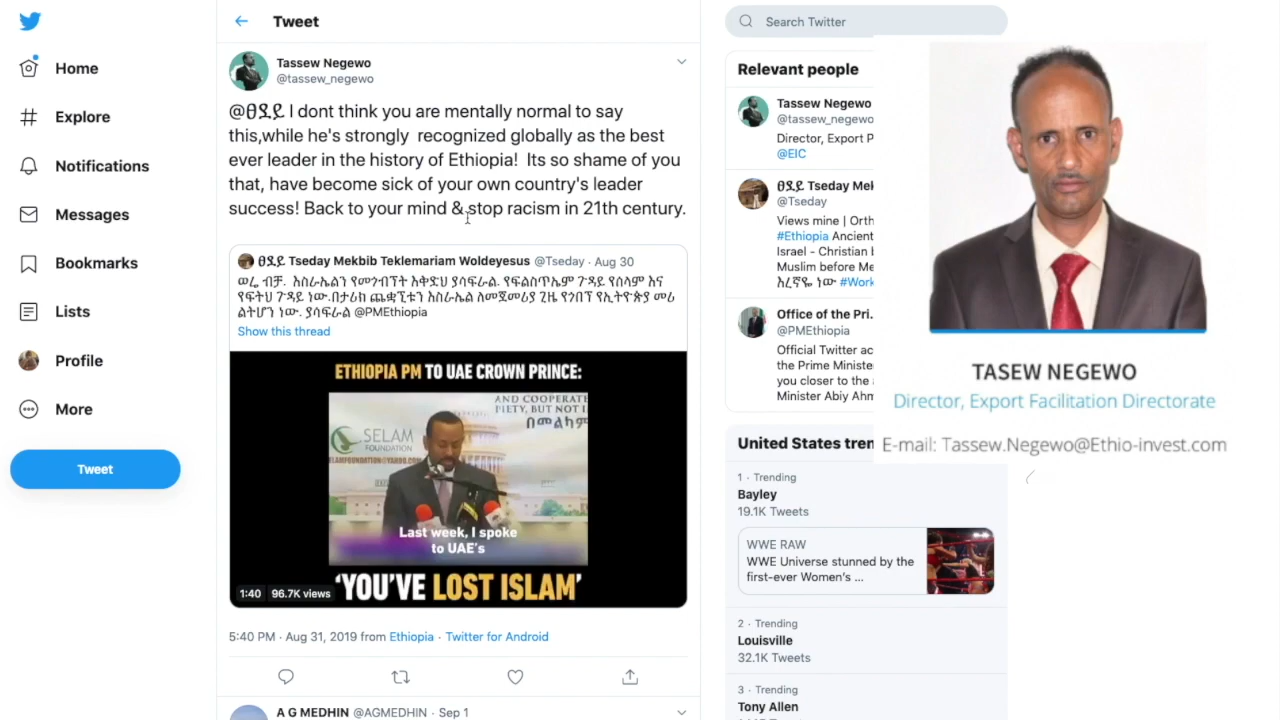 Home
Explore
Notifications
Messages
Bookmarks
Lists
Profile
More
Tweet
Tweet
Tassew Negewo
@tassew_negewo
@ፀዴይ I dont think you are mentally normal to say
this,while he's strongly recognized globally as the best
ever leader in the history of Ethiopia! Its so shame of you
that, have become sick of your own country's leader
success! Back to your mind & stop racism in 21th century.
Tseday Mekbib Teklemariam Woldeyesus @Tseday · Aug 30
ወሬ ብቻ. እስራኤልን የመጎብኘት እቅድህ ያሳፍራል. የፍልስጥኤም ጉዳይ የሰላም እና
የፍትህ ጉዳይ ነው.በታሪክ ጨቋኟቱን እስራኤል ለመጀመሪያ ጊዜ የጎበኘ የኢትዮጵያ መሪ
ልትሆን ነው. ያሳፍራል @PMEthiopia
Show this thread
ETHIOPIA PM TO UAE CROWN PRINCE:
AND COOPERATE
PIETY, BUT NOT I
በመልካም
SELAM
FOUNDATION
Last week, I spoke
to UAE's
1:40 96.7K views
'YOU'VE LOST ISLAM'
5:40 PM · Aug 31, 2019 from Ethiopia · Twitter for Android
A G MEDHIN @AGMEDHIN · Sep 1
Search Twitter
Relevant people
Tassew Negewo
@tassew_negewo
Director, Export P
@EIC
Tseday Mek
@Tseday
Views mine | Orth
#Ethiopia Ancient
Israel - Christian b
Muslim before Me
እረኛዬ ነው #Work
Office of the Pri.
@PMEthiopia
Official Twitter ac
the Prime Minister
you closer to the
Minister Abiy Ahm
TASEW NEGEWO
Director, Export Facilitation Directorate
E-mail: Tassew.Negewo@Ethio-invest.com
United States tren
1 · Trending
Bayley
19.1K Tweets
WWE RAW
WWE Universe stunned by the
first-ever Women's ...
2 · Trending
Louisville
32.1K Tweets
3 · Trending
Tony Allen